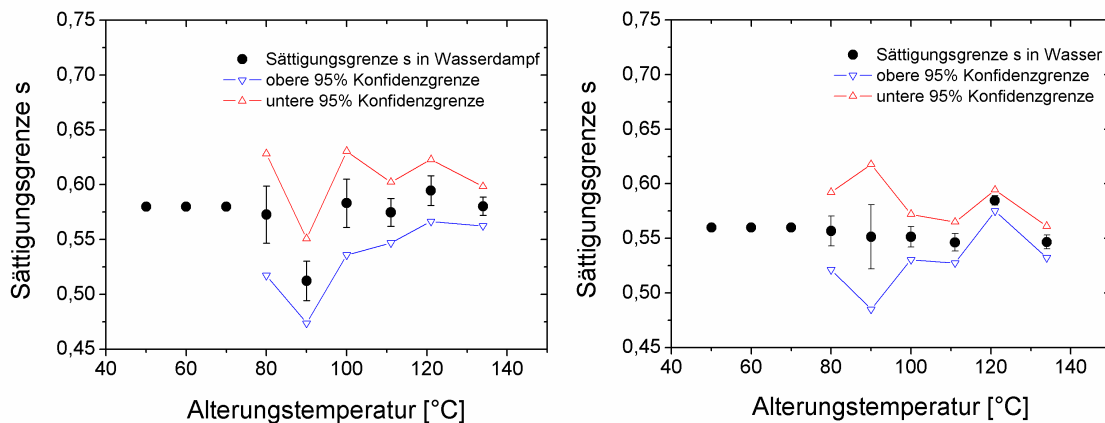 0,75
0,70
0,65
0,60
0,55
0,50
0,45
Sättigungsgrenze s
Sättigungsgrenze s in Wasserdampf
obere 95% Konfidenzgrenze
untere 95% Konfidenzgrenze
40 60 80 100 120 140
Alterungstemperatur [°C]
0,75
0,70
0,65
0,60
0,55
0,50
0,45
Sättigungsgrenze s
Sättigungsgrenze s in Wasser
obere 95% Konfidenzgrenze
untere 95% Konfidenzgrenze
40 60 80 100 120 140
Alterungstemperatur [°C]